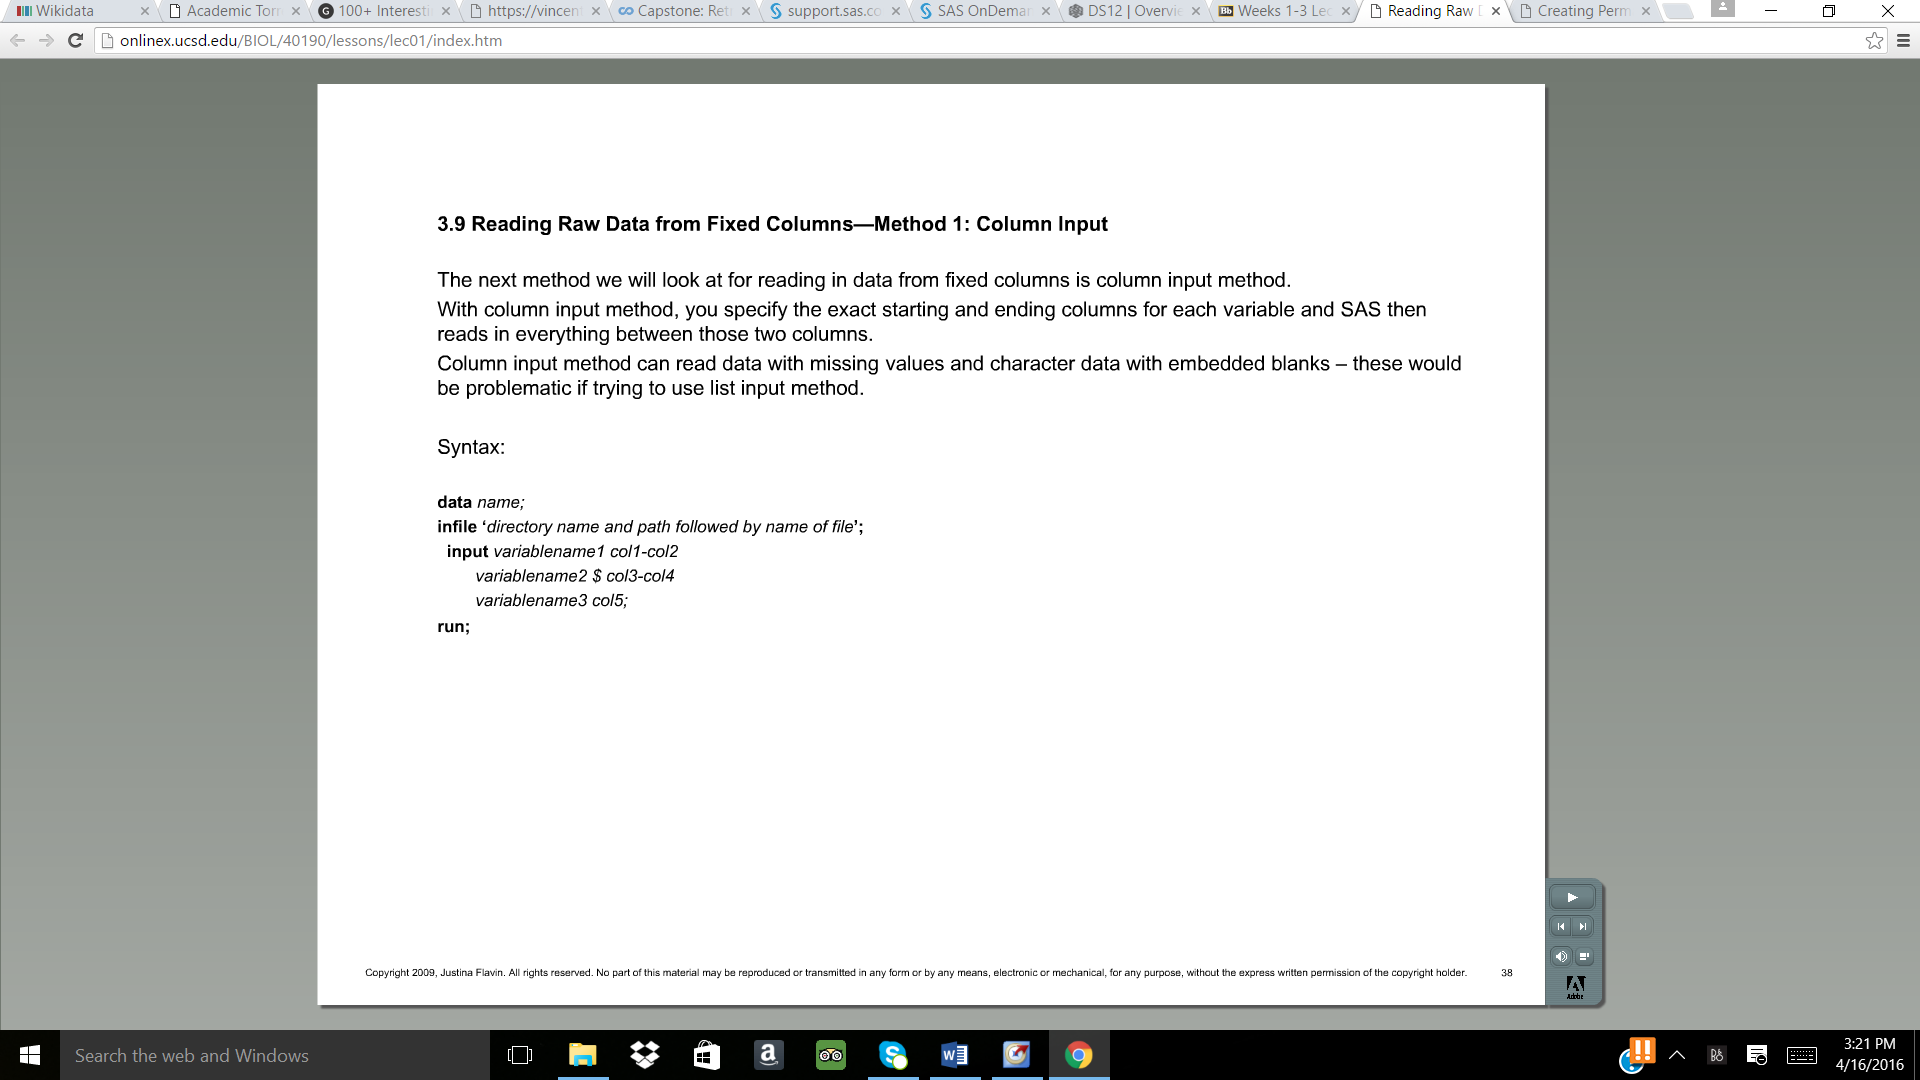 Wikidata
Academic Torr
100+ Interesti
https://vincen
Capstone: Retr
support.sas.co
SAS OnDeman
DS12 | Overvie
Weeks 1-3 Lec
Reading Raw D
Creating Perm
onlinex.ucsd.edu/BIOL/40190/lessons/lec01/index.htm
3.9 Reading Raw Data from Fixed Columns—Method 1: Column Input
The next method we will look at for reading in data from fixed columns is column input method.
With column input method, you specify the exact starting and ending columns for each variable and SAS then
reads in everything between those two columns.
Column input method can read data with missing values and character data with embedded blanks – these would
be problematic if trying to use list input method.
Syntax:
data name;
infile ‘directory name and path followed by name of file’;
input variablename1 col1-col2
variablename2 $ col3-col4
variablename3 col5;
run;
Copyright 2009, Justina Flavin. All rights reserved. No part of this material may be reproduced or transmitted in any form or by any means, electronic or mechanical, for any purpose, without the express written permission of the copyright holder.
38
Adobe
Search the web and Windows
3:21 PM
4/16/2016